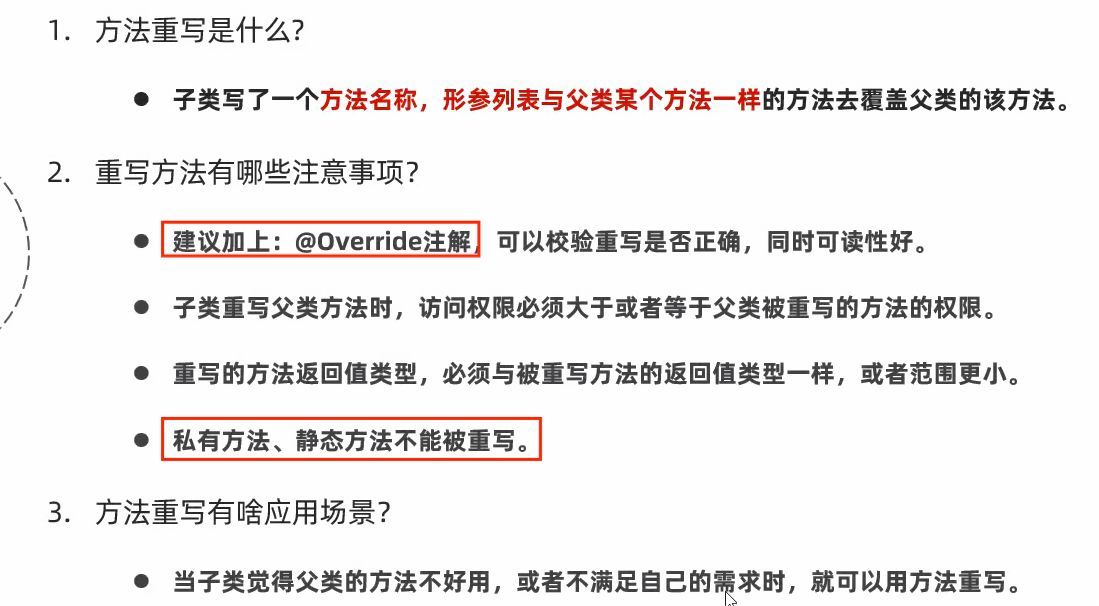 1. 方法重写是什么?
● 子类写了一个方法名称，形参列表与父类某个方法一样的方法去覆盖父类的该方法。
2. 重写方法有哪些注意事项?
● 建议加上：@Override注解，可以校验重写是否正确，同时可读性好。
● 子类重写父类方法时，访问权限必须大于或者等于父类被重写的方法的权限。
● 重写的方法返回值类型，必须与被重写方法的返回值类型一样，或者范围更小。
● 私有方法、静态方法不能被重写。
3. 方法重写有啥应用场景?
● 当子类觉得父类的方法不好用，或者不满足自己的需求时，就可以用方法重写。